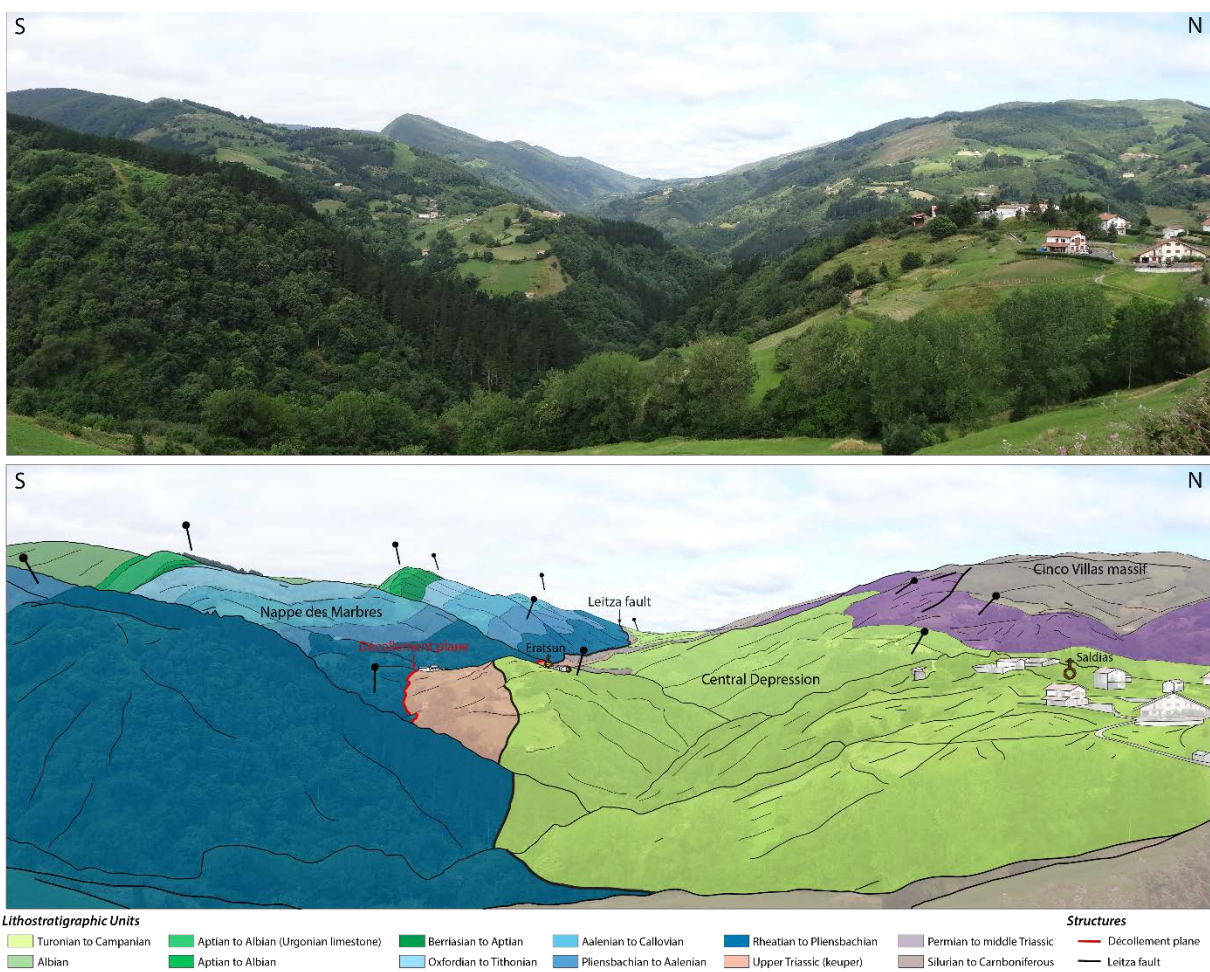 S N
S N
Cinco Villas massif
Nappe des Marbres
Leitza fault
Décollement plane
Eratsun
Saldias
Central Depression
Lithostratigraphic Units
Structures
Turonian to Campanian
Aptian to Albian (Urgonian limestone)
Berriasian to Aptian
Aalenian to Callovian
Rheatian to Pliensbachian
Permian to middle Triassic
Décollement plane
Albian
Aptian to Albian
Oxfordian to Tithonian
Pliensbachian to Aalenian
Upper Triassic (keuper)
Silurian to Carnboniferous
Leitza fault